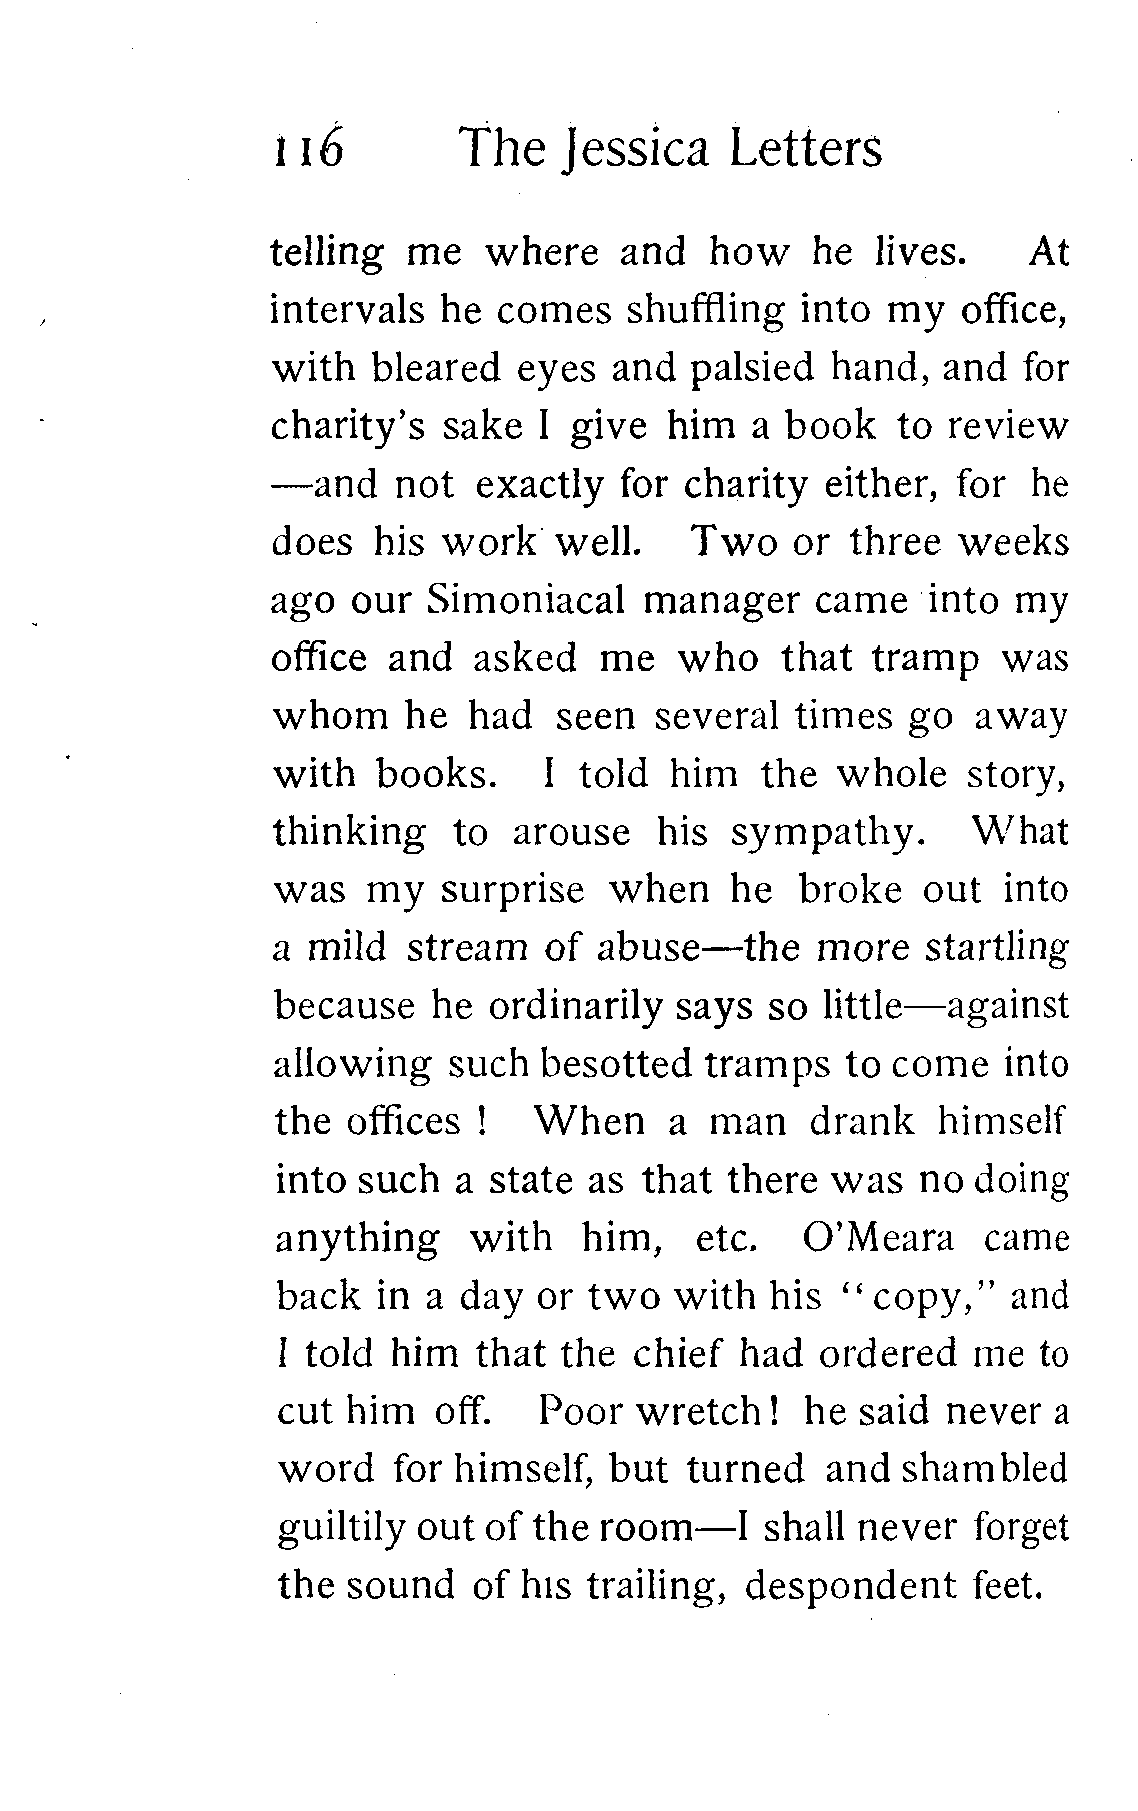 116 The Jessica Letters
telling me where and how he lives. At
intervals he comes shuffling into my office,
with bleared eyes and palsied hand, and for
charity's sake I give him a book to review
—and not exactly for charity either, for he
does his work well. Two or three weeks
ago our Simoniacal manager came into my
office and asked me who that tramp was
whom he had seen several times go away
with books. I told him the whole story,
thinking to arouse his sympathy. What
was my surprise when he broke out into
a mild stream of abuse—the more startling
because he ordinarily says so little—against
allowing such besotted tramps to come into
the offices ! When a man drank himself
into such a state as that there was no doing
anything with him, etc. O'Meara came
back in a day or two with his “copy,” and
I told him that the chief had ordered me to
cut him off. Poor wretch! he said never a
word for himself, but turned and shambled
guiltily out of the room—I shall never forget
the sound of his trailing, despondent feet.